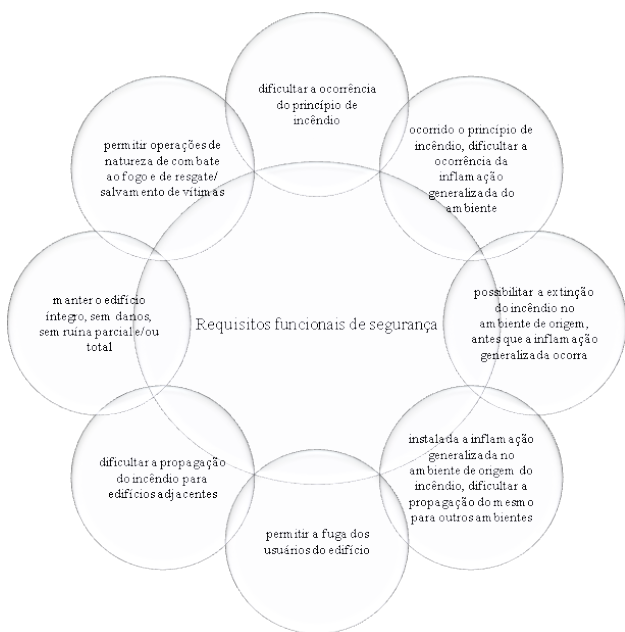 dificultar a ocorrência
do princípio de
incêndio
ocorrido o princípio de
incêndio, dificultar a
ocorrência da
inflamação
generalizada do
ambiente
possibilitar a extinção
do incêndio no
ambiente de origem,
antes que a inflamação
generalizada ocorra
instalada a inflamação
generalizada no
ambiente de origem do
incêndio, dificultar a
propagação do mesmo
para outros ambientes
permitir a fuga dos
usuários do edifício
dificultar a propagação
do incêndio para
edifícios adjacentes
manter o edifício
íntegro, sem danos,
sem ruína parcial e/ou
total
permitir operações de
natureza de combate
ao fogo e de resgate/
salvamento de vítimas
Requisitos funcionais de segurança